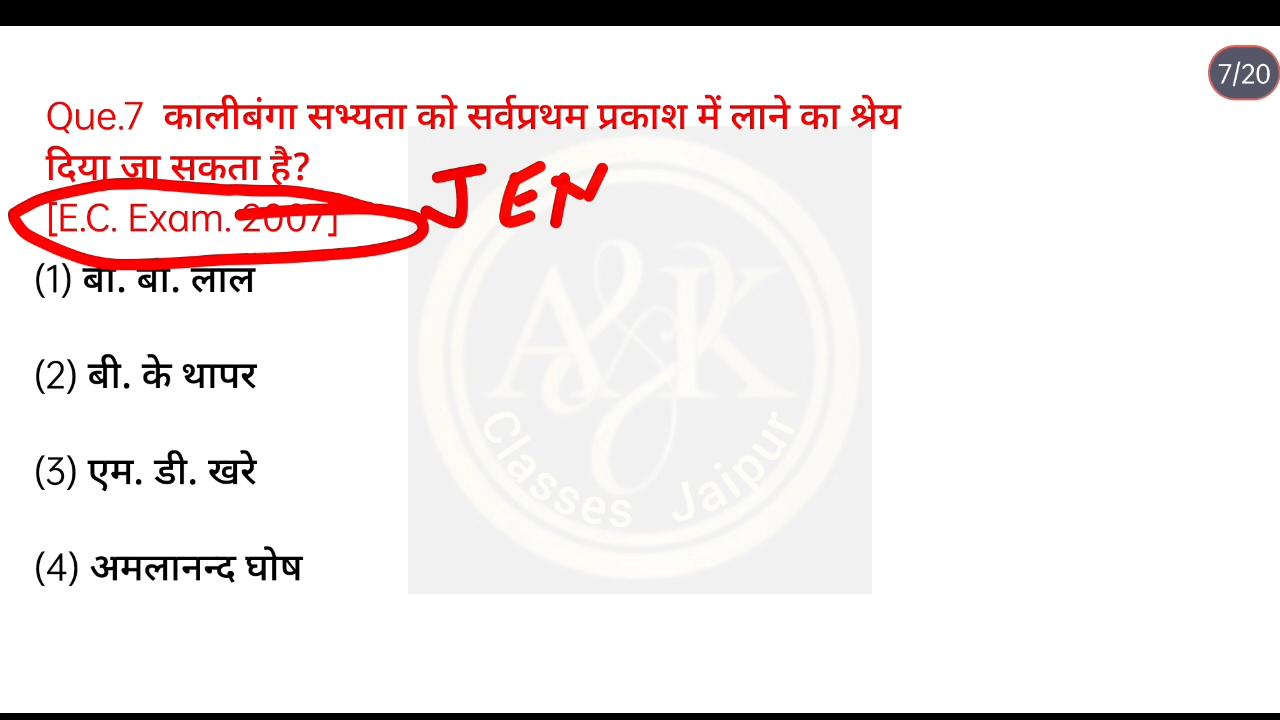 7/20
Que.7 कालीबंगा सभ्यता को सर्वप्रथम प्रकाश में लाने का श्रेय
दिया जा सकता है?
[E.C. Exam. 2007]
JEN
(1) बी. बी. लाल
(2) बी. के थापर
(3) एम. डी. खरे
(4) अमलानन्द घोष
A&K
Classes Jaipur